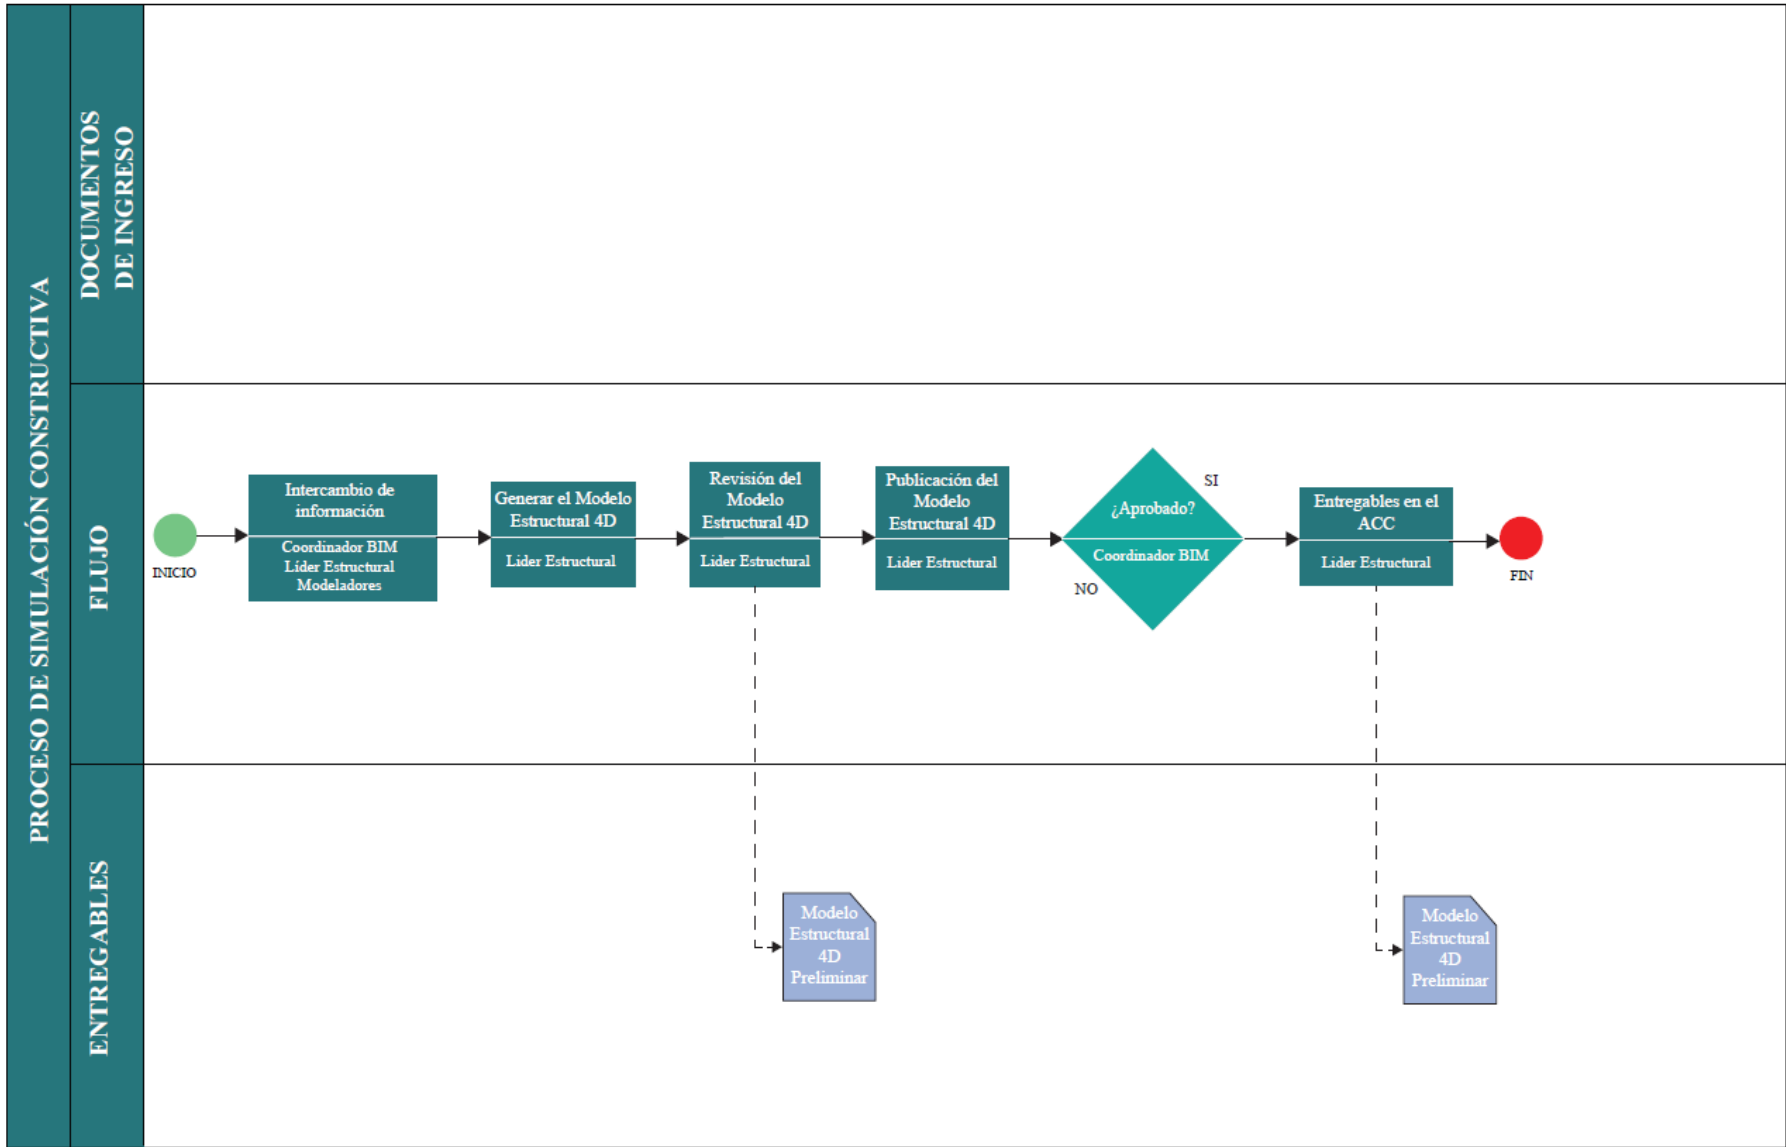 PROCESO DE SIMULACIÓN CONSTRUCTIVA
DOCUMENTOS
DE INGRESO
FLUJO
INICIO
Intercambio de
información
Coordinador BIM
Líder Estructural
Modeladores
Generar el Modelo
Estructural 4D
Lider Estructural
Revisión del
Modelo
Estructural 4D
Lider Estructural
Publicación del
Modelo
Estructural 4D
Lider Estructural
¿Aprobado?
Coordinador BIM
SI
NO
Entregables en el
ACC
Lider Estructural
FIN
ENTREGABLES
Modelo
Estructural
4D
Preliminar
Modelo
Estructural
4D
Preliminar